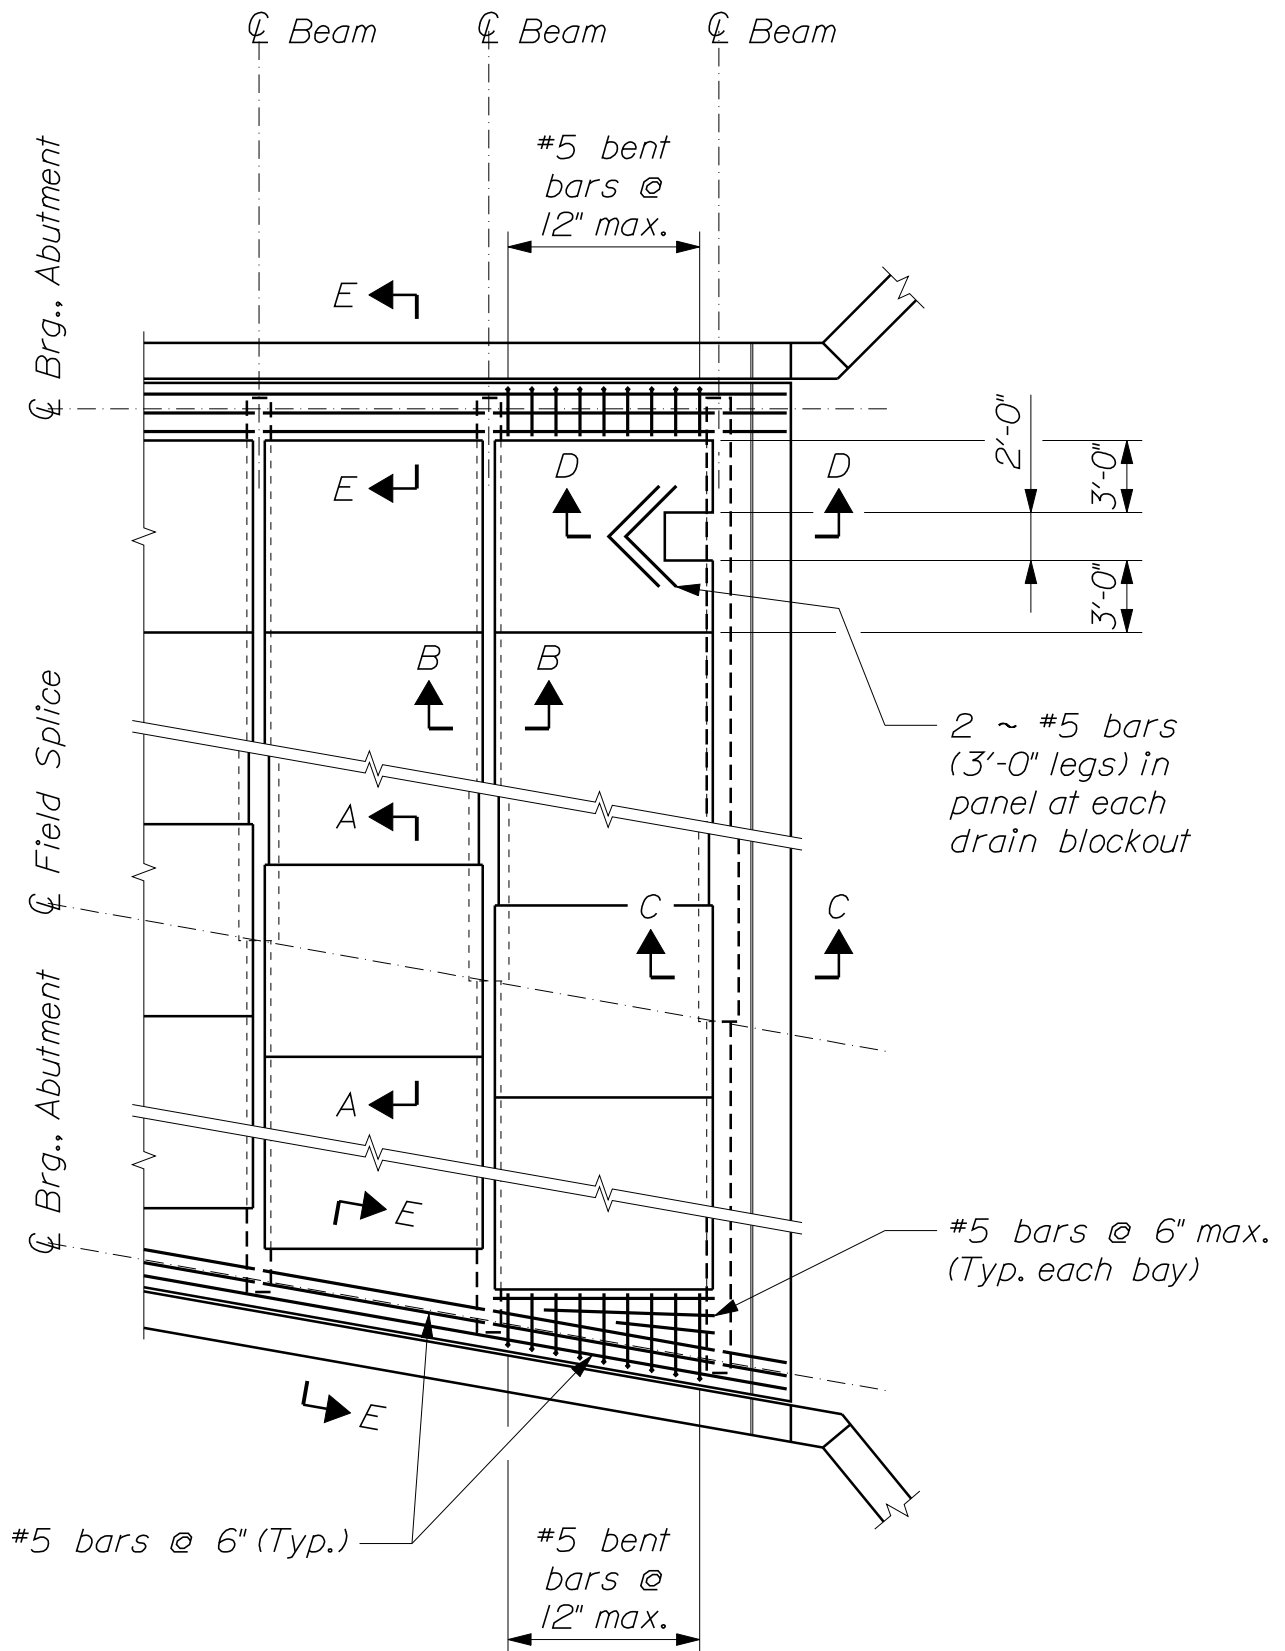 ℄ Beam
℄ Beam
℄ Beam
#5 bent
bars @
12" max.
℄ Brg., Abutment
E
E
D
D
2'-0"
3'-0"
3'-0"
B
B
2 ~ #5 bars
(3'-0" legs) in
panel at each
drain blockout
℄ Field Splice
A
C
C
℄ Brg., Abutment
A
E
#5 bars @ 6" max.
(Typ. each bay)
E
#5 bars @ 6" (Typ.)
#5 bent
bars @
12" max.